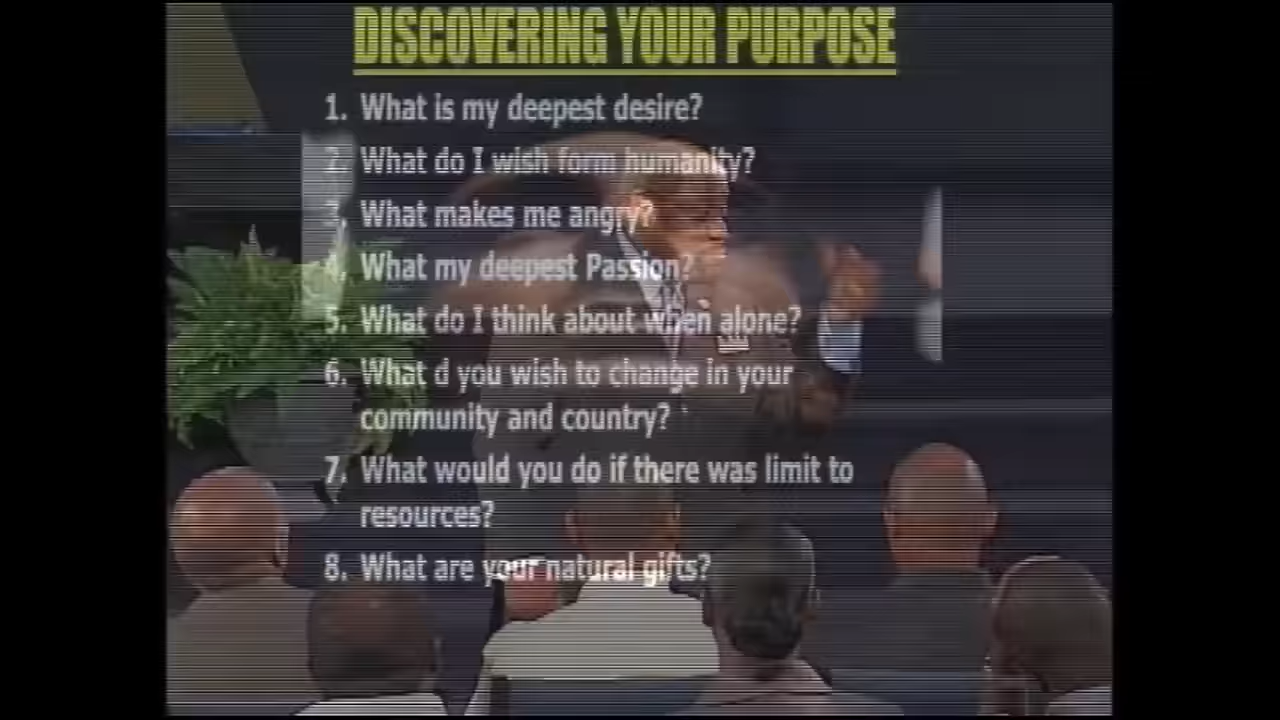 DISCOVERING YOUR PURPOSE
1. What is my deepest desire?
2. What do I wish form humanity?
3. What makes me angry?
4. What my deepest Passion?
5. What do I think about when alone?
6. What d you wish to change in your
community and country?
7. What would you do if there was limit to
resources?
8. What are your natural gifts?